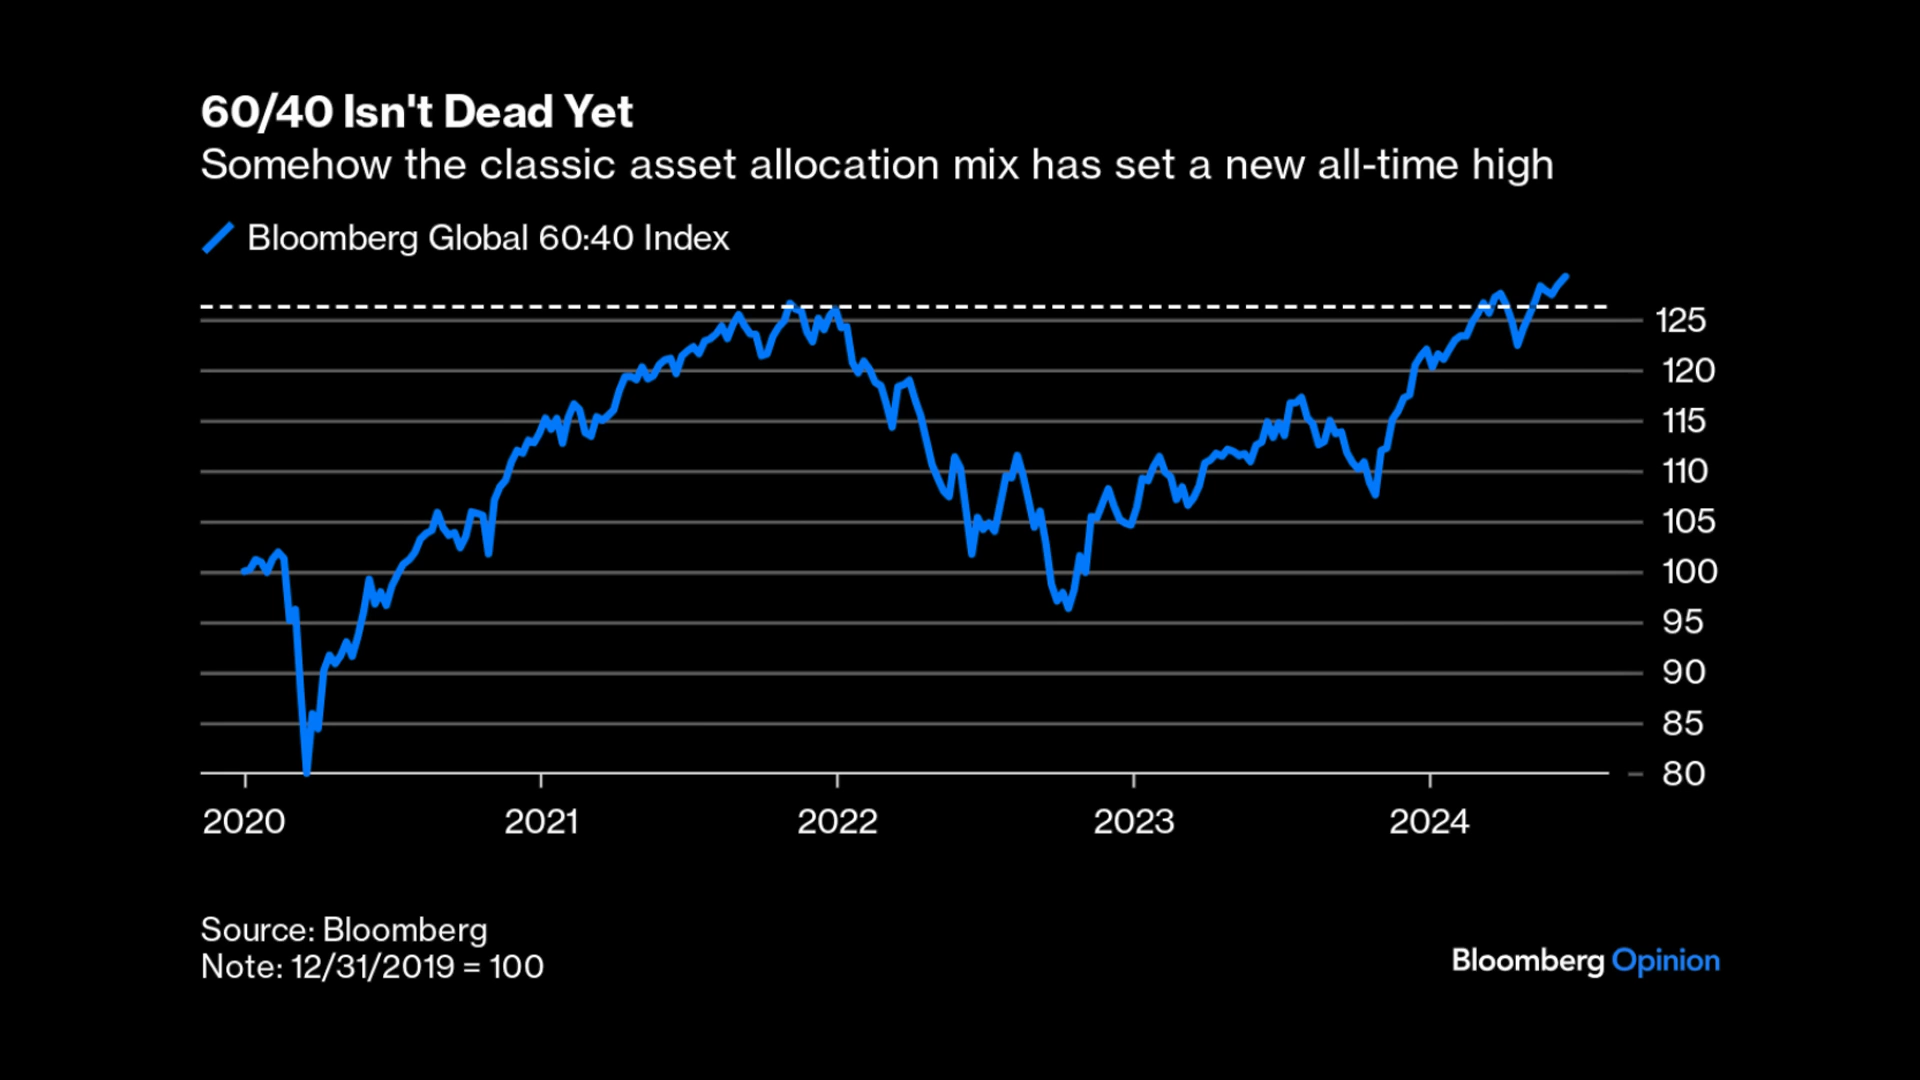 60/40 Isn't Dead Yet
Somehow the classic asset allocation mix has set a new all-time high
Bloomberg Global 60:40 Index
125
120
115
110
105
100
95
90
85
80
2020 2021 2022 2023 2024
Source: Bloomberg
Note: 12/31/2019 = 100
Bloomberg Opinion